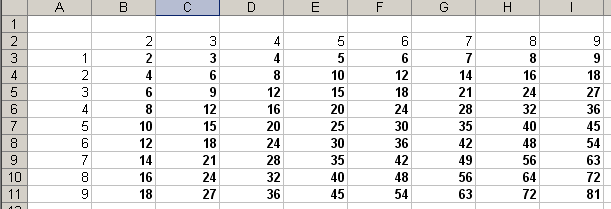 A B C D E F G H I
1
2 2 3 4 5 6 7 8 9
3 1 2 3 4 5 6 7 8 9
4 2 4 6 8 10 12 14 16 18
5 3 6 9 12 15 18 21 24 27
6 4 8 12 16 20 24 28 32 36
7 5 10 15 20 25 30 35 40 45
8 6 12 18 24 30 36 42 48 54
9 7 14 21 28 35 42 49 56 63
10 8 16 24 32 40 48 56 64 72
11 9 18 27 36 45 54 63 72 81